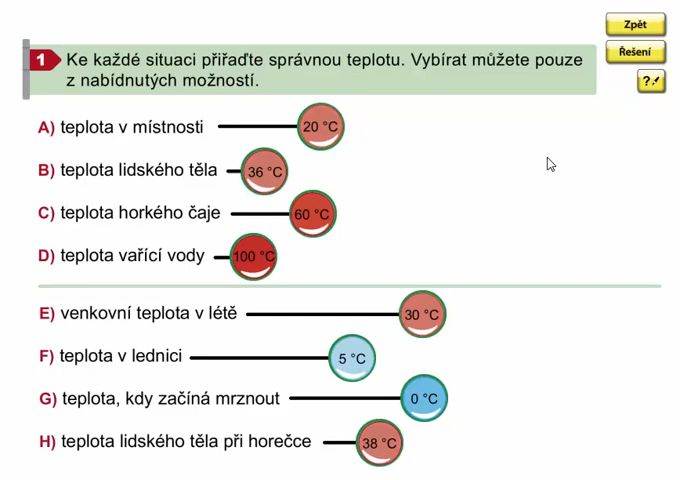 Zpět
Řešení
?
1 Ke každé situaci přiřaďte správnou teplotu. Vybírat můžete pouze
z nabídnutých možností.
A) teplota v místnosti 20 °C
B) teplota lidského těla 36 °C
C) teplota horkého čaje 60 °C
D) teplota vařící vody 100 °C
E) venkovní teplota v létě 30 °C
F) teplota v lednici 5 °C
G) teplota, kdy začíná mrznout 0 °C
H) teplota lidského těla při horečce 38 °C